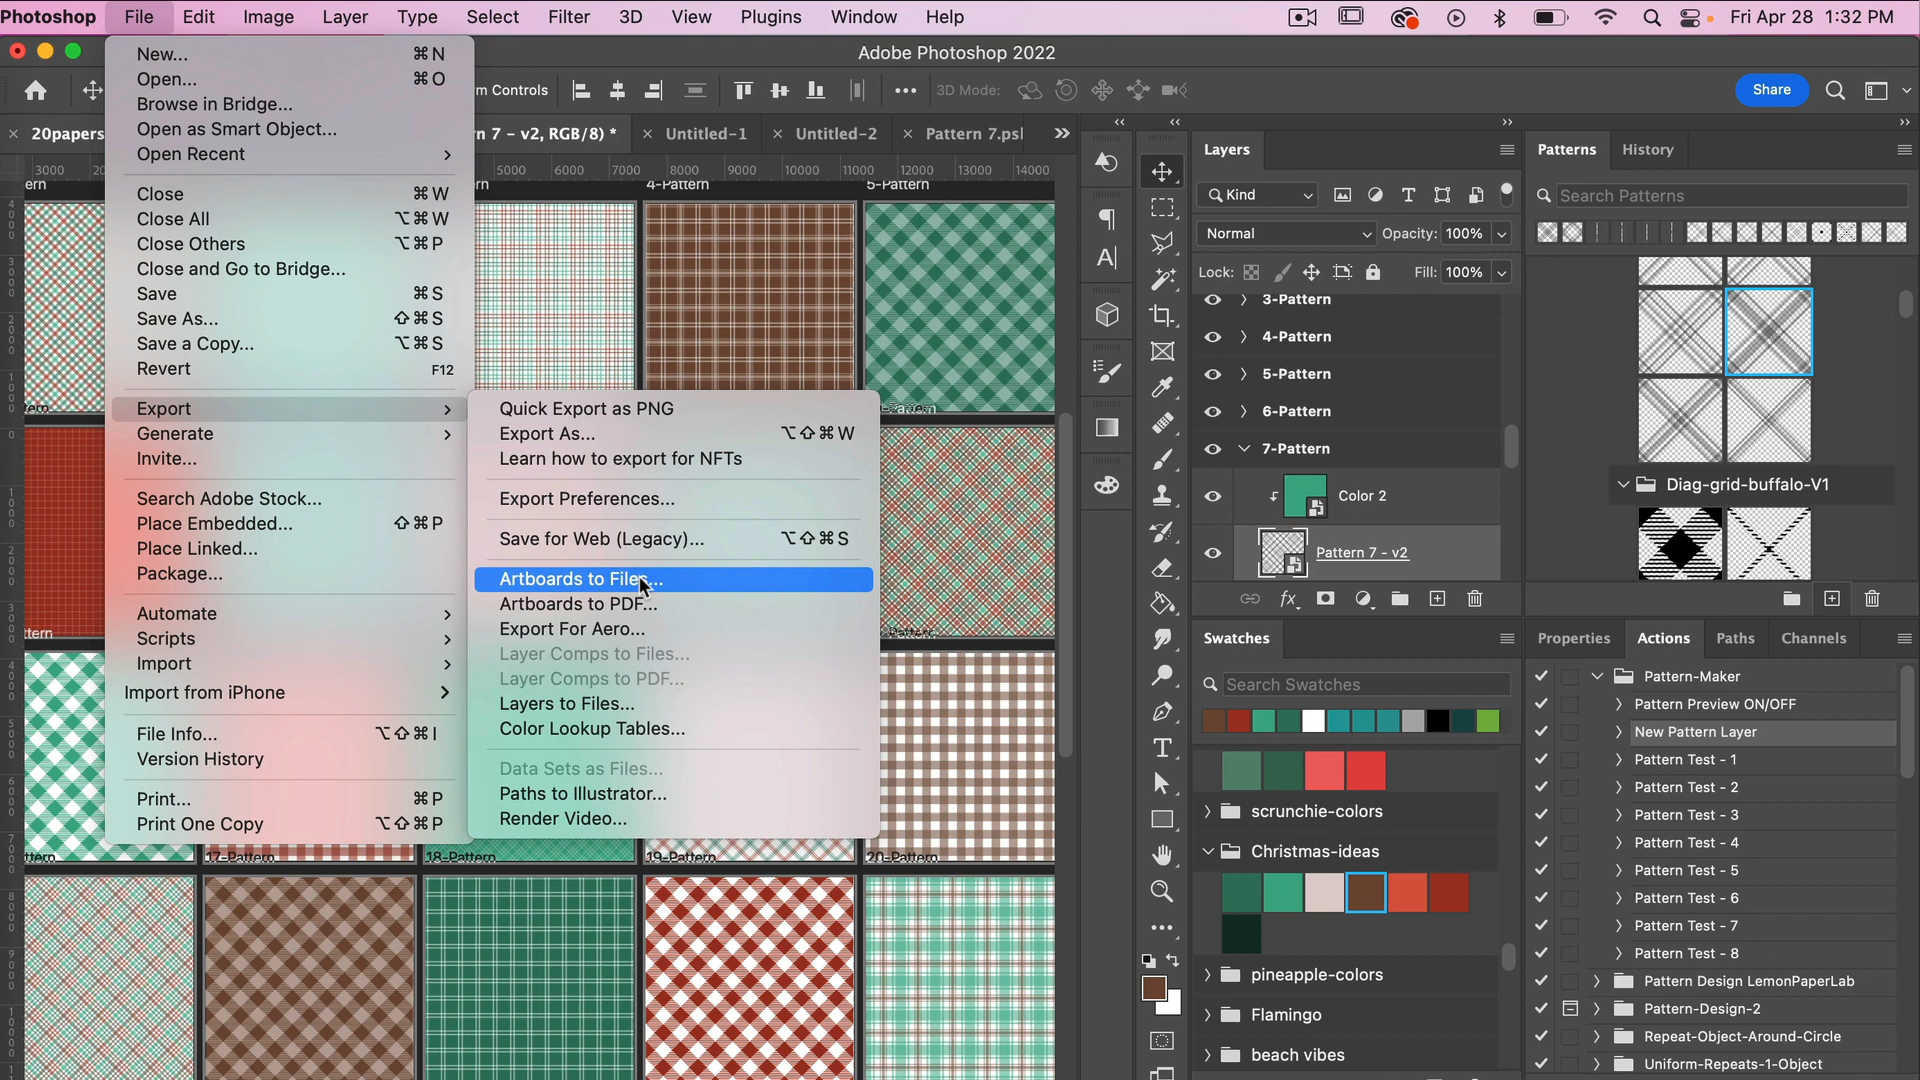 Photoshop File Edit Image Layer Type Select Filter 3D View Plugins Window Help Fri Apr 28 1:32 PM
Adobe Photoshop 2022
m Controls 3D Mode: Share
20papers n 7 - v2, RGB/8) * Untitled-1 Untitled-2 Pattern 7.psl
3000 5000 6000 7000 8000 9000 10000 11000 12000 13000 14000
4-Pattern 5-Pattern
17-Pattern 18-Pattern 19-Pattern 20-Pattern
New... ⌘N
Open... ⌘O
Browse in Bridge...
Open as Smart Object...
Open Recent
Close ⌘W
Close All ⌥⌘W
Close Others ⌥⌘P
Close and Go to Bridge...
Save ⌘S
Save As... ⇧⌘S
Save a Copy... ⌥⌘S
Revert F12
Export
Generate
Invite...
Search Adobe Stock...
Place Embedded... ⇧⌘P
Place Linked...
Package...
Automate
Scripts
Import
Import from iPhone
File Info... ⌥⇧⌘I
Version History
Print... ⌘P
Print One Copy ⌥⇧⌘P
Quick Export as PNG
Export As... ⌥⇧⌘W
Learn how to export for NFTs
Export Preferences...
Save for Web (Legacy)... ⌥⇧⌘S
Artboards to Files...
Artboards to PDF...
Export For Aero...
Layer Comps to Files...
Layer Comps to PDF...
Layers to Files...
Color Lookup Tables...
Data Sets as Files...
Paths to Illustrator...
Render Video...
Layers
Kind
Normal Opacity: 100%
Lock: Fill: 100%
3-Pattern
4-Pattern
5-Pattern
6-Pattern
7-Pattern
Color 2
Pattern 7 - v2
fx
Swatches
Search Swatches
scrunchie-colors
Christmas-ideas
pineapple-colors
Flamingo
beach vibes
Patterns History
Search Patterns
Diag-grid-buffalo-V1
Properties Actions Paths Channels
Pattern-Maker
Pattern Preview ON/OFF
New Pattern Layer
Pattern Test - 1
Pattern Test - 2
Pattern Test - 3
Pattern Test - 4
Pattern Test - 5
Pattern Test - 6
Pattern Test - 7
Pattern Test - 8
Pattern Design LemonPaperLab
Pattern-Design-2
Repeat-Object-Around-Circle
Uniform-Repeats-1-Object